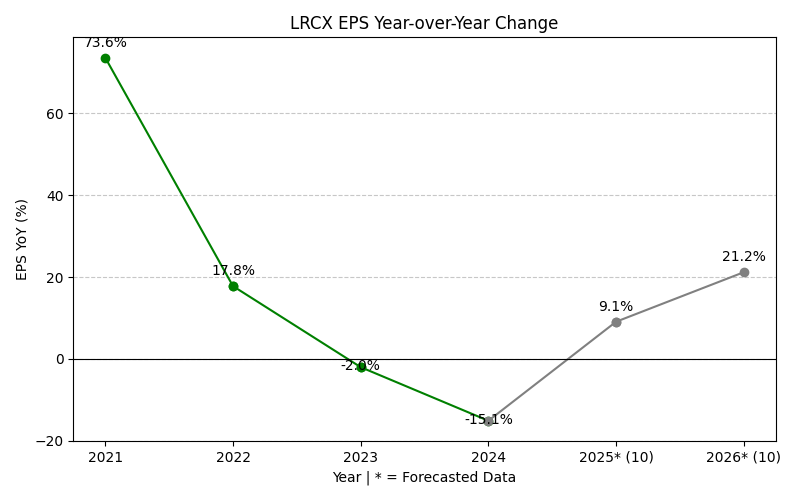 LRCX EPS Year-over-Year Change
73.6%
17.8%
-2.0%
-15.1%
9.1%
21.2%
EPS YoY (%)
60
40
20
0
−20
2021 2022 2023 2024 2025* (10) 2026* (10)
Year | * = Forecasted Data